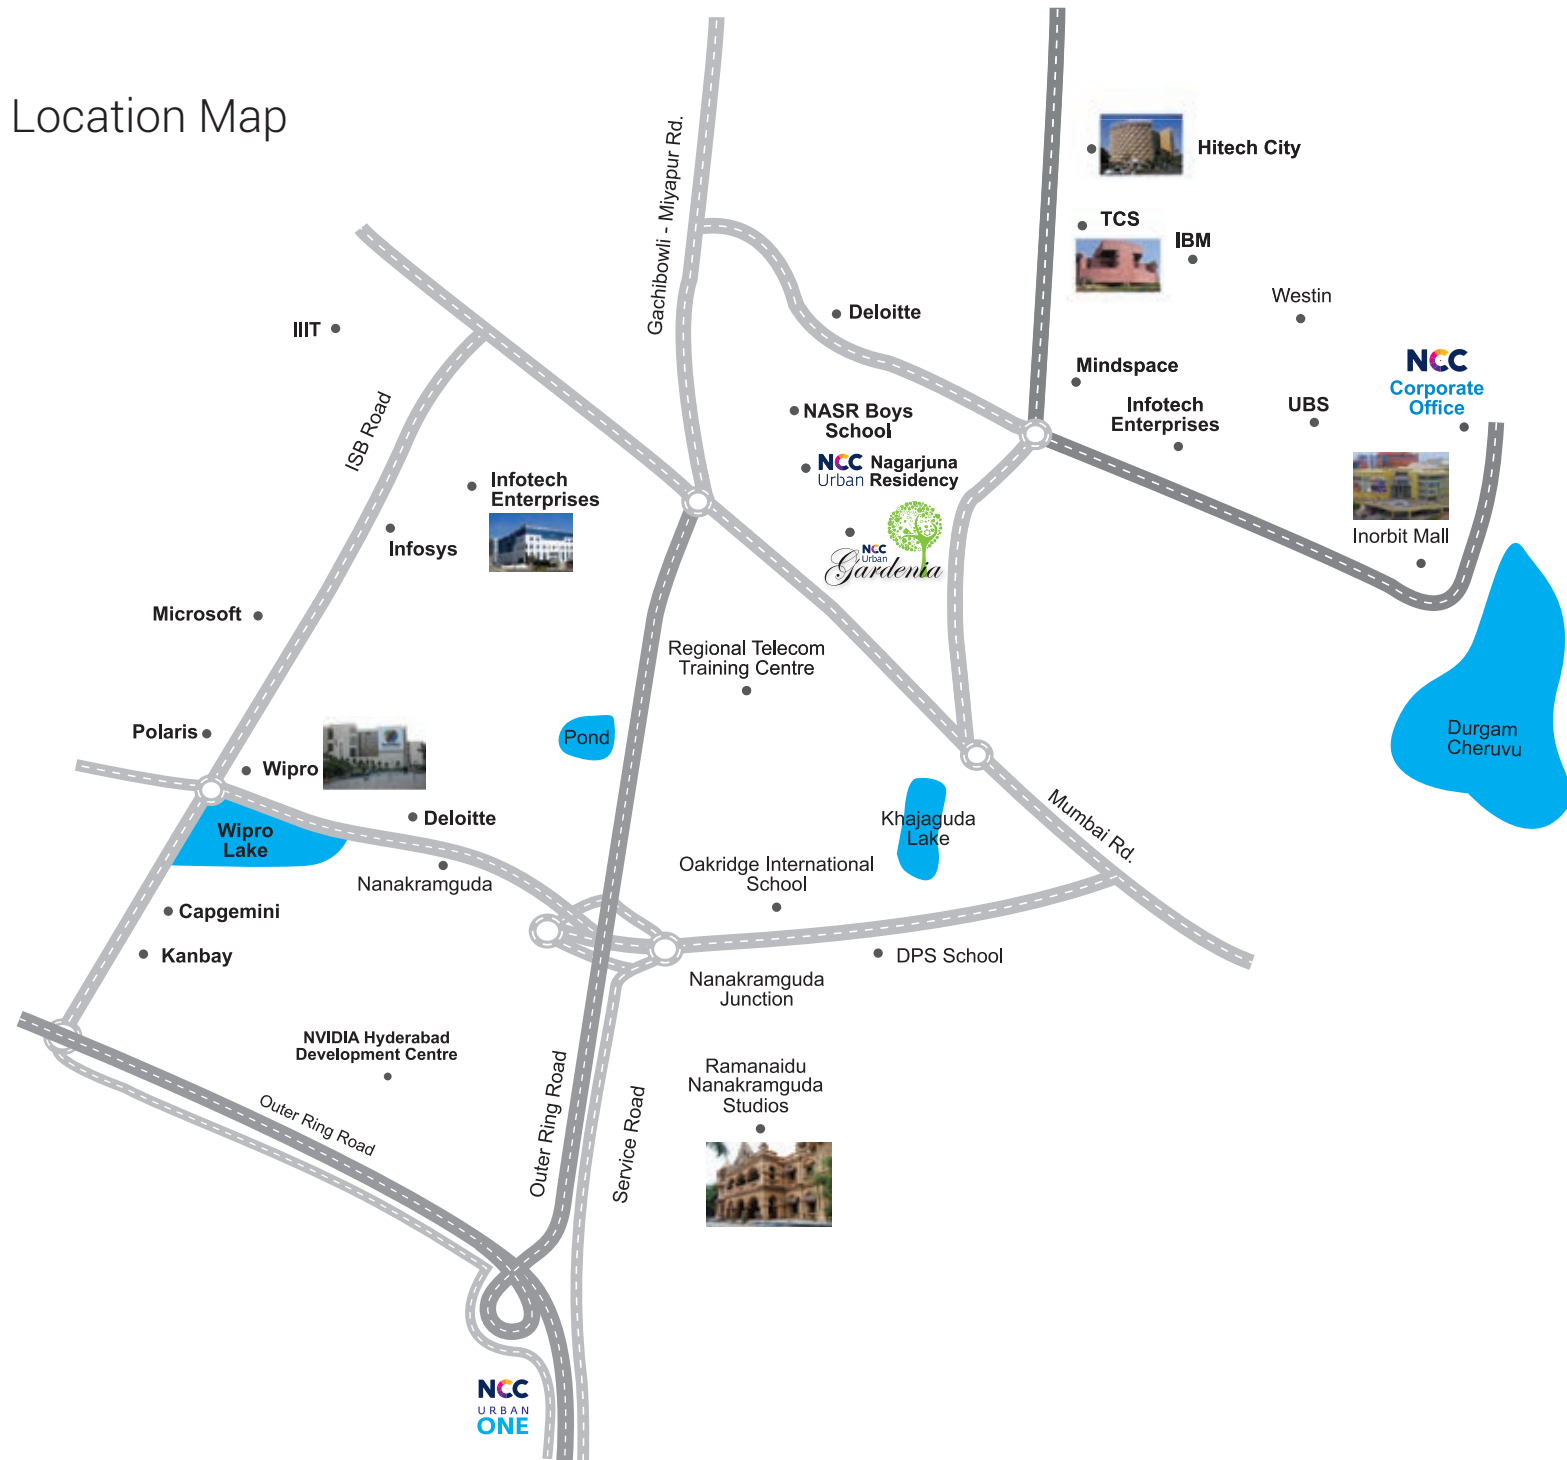 Location Map
Gachibowli - Miyapur Rd.
Hitech City
TCS
IBM
Westin
Deloitte
IIIT
ISB Road
Mindspace
NCC
Corporate
Office
Infotech
Enterprises
UBS
NASR Boys
School
NCC
Urban
Nagarjuna
Residency
Infotech
Enterprises
Infosys
NCC
Urban
Gardenia
Inorbit Mall
Microsoft
Regional Telecom
Training Centre
Polaris
Pond
Durgam
Cheruvu
Wipro
Deloitte
Khajaguda
Lake
Mumbai Rd.
Wipro
Lake
Nanakramguda
Oakridge International
School
Capgemini
Kanbay
DPS School
Nanakramguda
Junction
NVIDIA Hyderabad
Development Centre
Ramanaidu
Nanakramguda
Studios
Outer Ring Road
Outer Ring Road
Service Road
NCC
URBAN
ONE